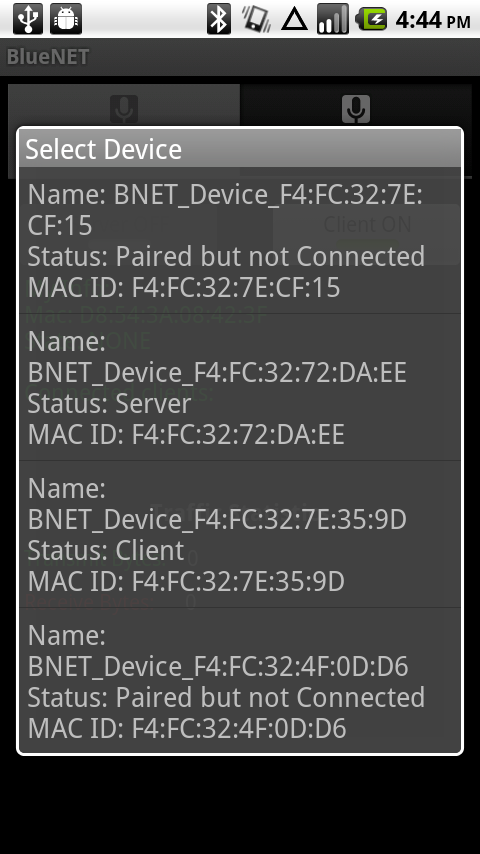 4:44 PM
BlueNET
Select Device
Name: BNET_Device_F4:FC:32:7E:
CF:15
Client ON
Status: Paired but not Connected
MAC ID: F4:FC:32:7E:CF:15
Name:
BNET_Device_F4:FC:32:72:DA:EE
Status: Server
MAC ID: F4:FC:32:72:DA:EE
Name:
BNET_Device_F4:FC:32:7E:35:9D
Status: Client
MAC ID: F4:FC:32:7E:35:9D
Name:
BNET_Device_F4:FC:32:4F:0D:D6
Status: Paired but not Connected
MAC ID: F4:FC:32:4F:0D:D6